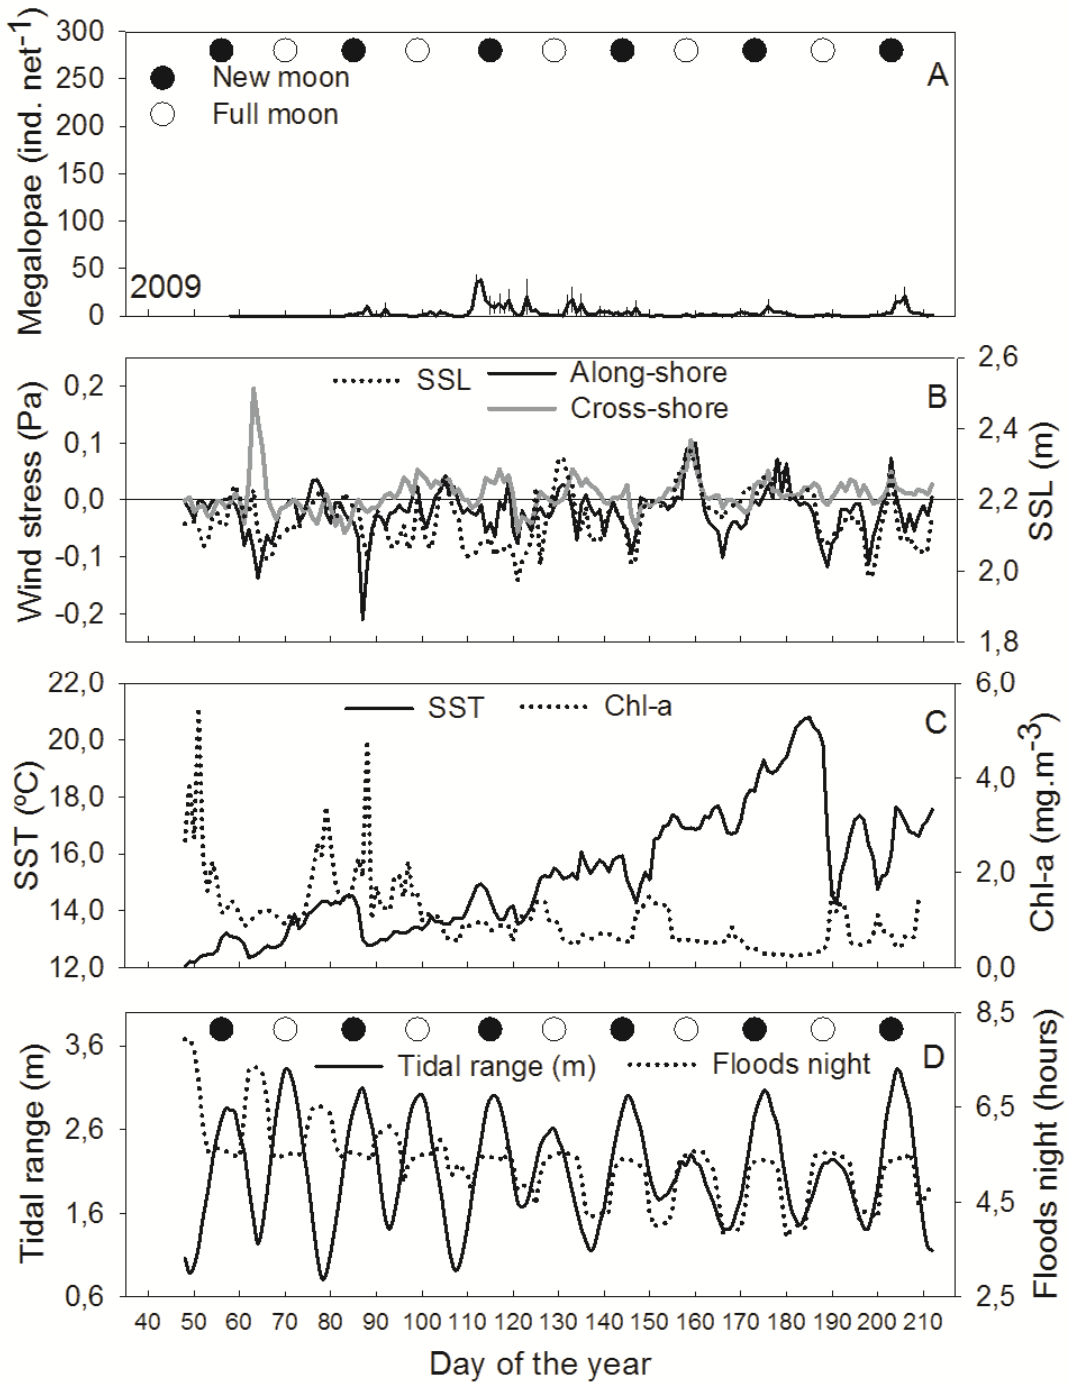 Megalopae (ind. net-1)
300
250
200
150
100
50
0
New moon
Full moon
A
2009
Wind stress (Pa)
0,2
0,1
0,0
-0,1
-0,2
SSL
Along-shore
Cross-shore
B
2,6
2,4
2,2
2,0
1,8
SSL (m)
SST (ºC)
22,0
20,0
18,0
16,0
14,0
12,0
SST
Chl-a
C
6,0
4,0
2,0
0,0
Chl-a (mg.m-3)
Tidal range (m)
3,6
2,6
1,6
0,6
Tidal range (m)
Floods night
D
8,5
6,5
4,5
2,5
Floods night (hours)
40 50 60 70 80 90 100 110 120 130 140 150 160 170 180 190 200 210
Day of the year